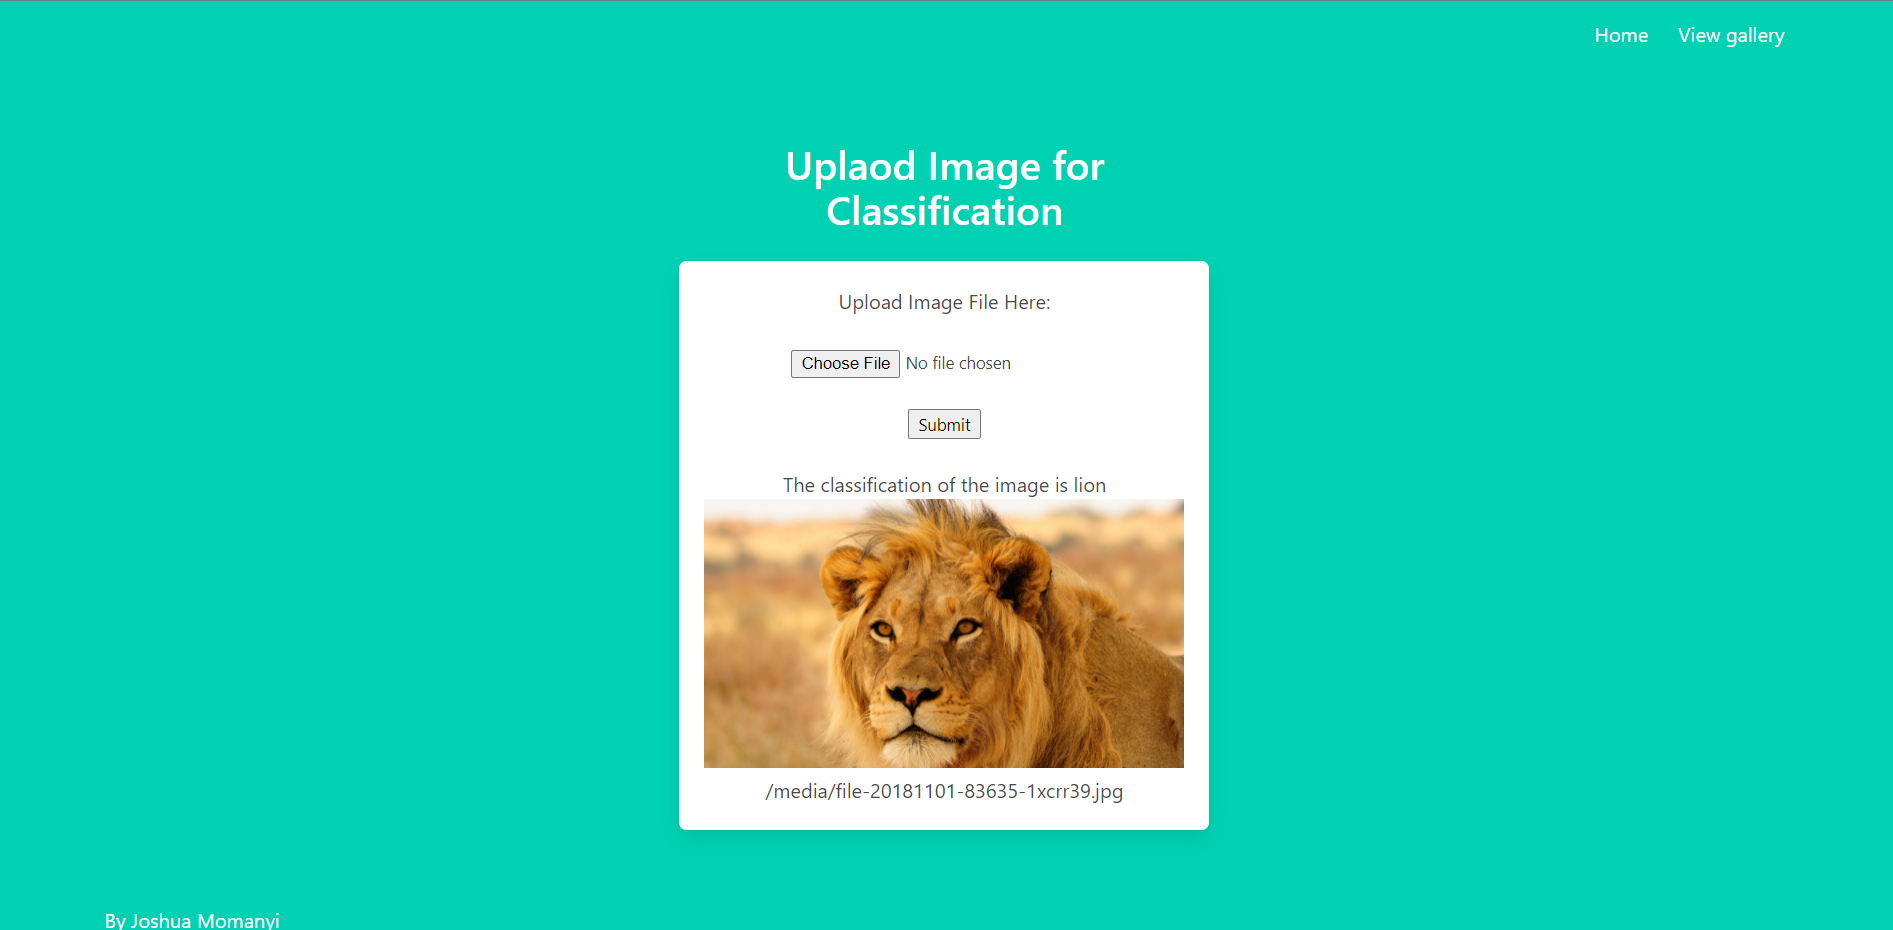 Home View gallery
Uplaod Image for
Classification
Upload Image File Here:
Choose File No file chosen
Submit
The classification of the image is lion
/media/file-20181101-83635-1xcrr39.jpg
By Joshua Momanyi